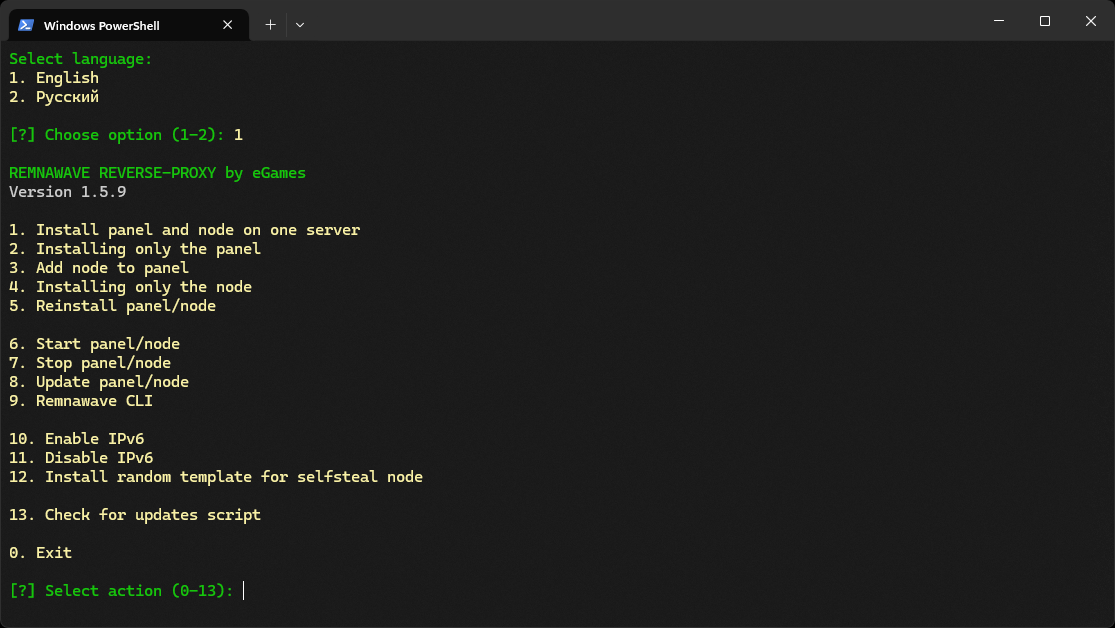 Windows PowerShell
Select language:
1. English
2. Русский
[?] Choose option (1-2): 1
REMNAWAVE REVERSE-PROXY by eGames
Version 1.5.9
1. Install panel and node on one server
2. Installing only the panel
3. Add node to panel
4. Installing only the node
5. Reinstall panel/node
6. Start panel/node
7. Stop panel/node
8. Update panel/node
9. Remnawave CLI
10. Enable IPv6
11. Disable IPv6
12. Install random template for selfsteal node
13. Check for updates script
0. Exit
[?] Select action (0-13):